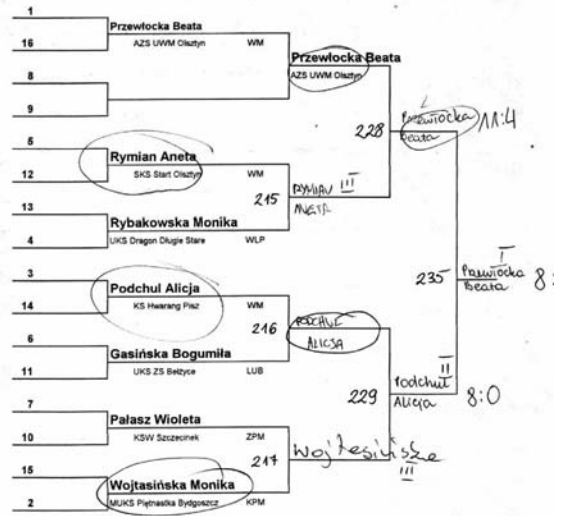 1
Przewłocka Beata
16
AZS UWM Olsztyn WM
Przewłocka Beata
8
AZS UWM Olsztyn
9
228
Przewłocka
Beata
11:4
5
Rymian Aneta
12
SKS Start Olsztyn WM
13
215
RYMIAN III
ANETA
Rybakowska Monika
4
UKS Dragon Długie Stare WLP
3
235
I
Przewłocka
Beata
8:
Podchul Alicja
14
KS Hwarang Pisz WM
6
216
PODCHUL
ALICJA
Gasińska Bogumiła
11
UKS ZS Bełżyce LUB
7
229
II
Podchul
Alicja
8:0
Pałasz Wioleta
10
KSW Szczecinek ZPM
15
217
III
Wojtasińska Monika
2
MUKS Piętnastka Bydgoszcz KPM